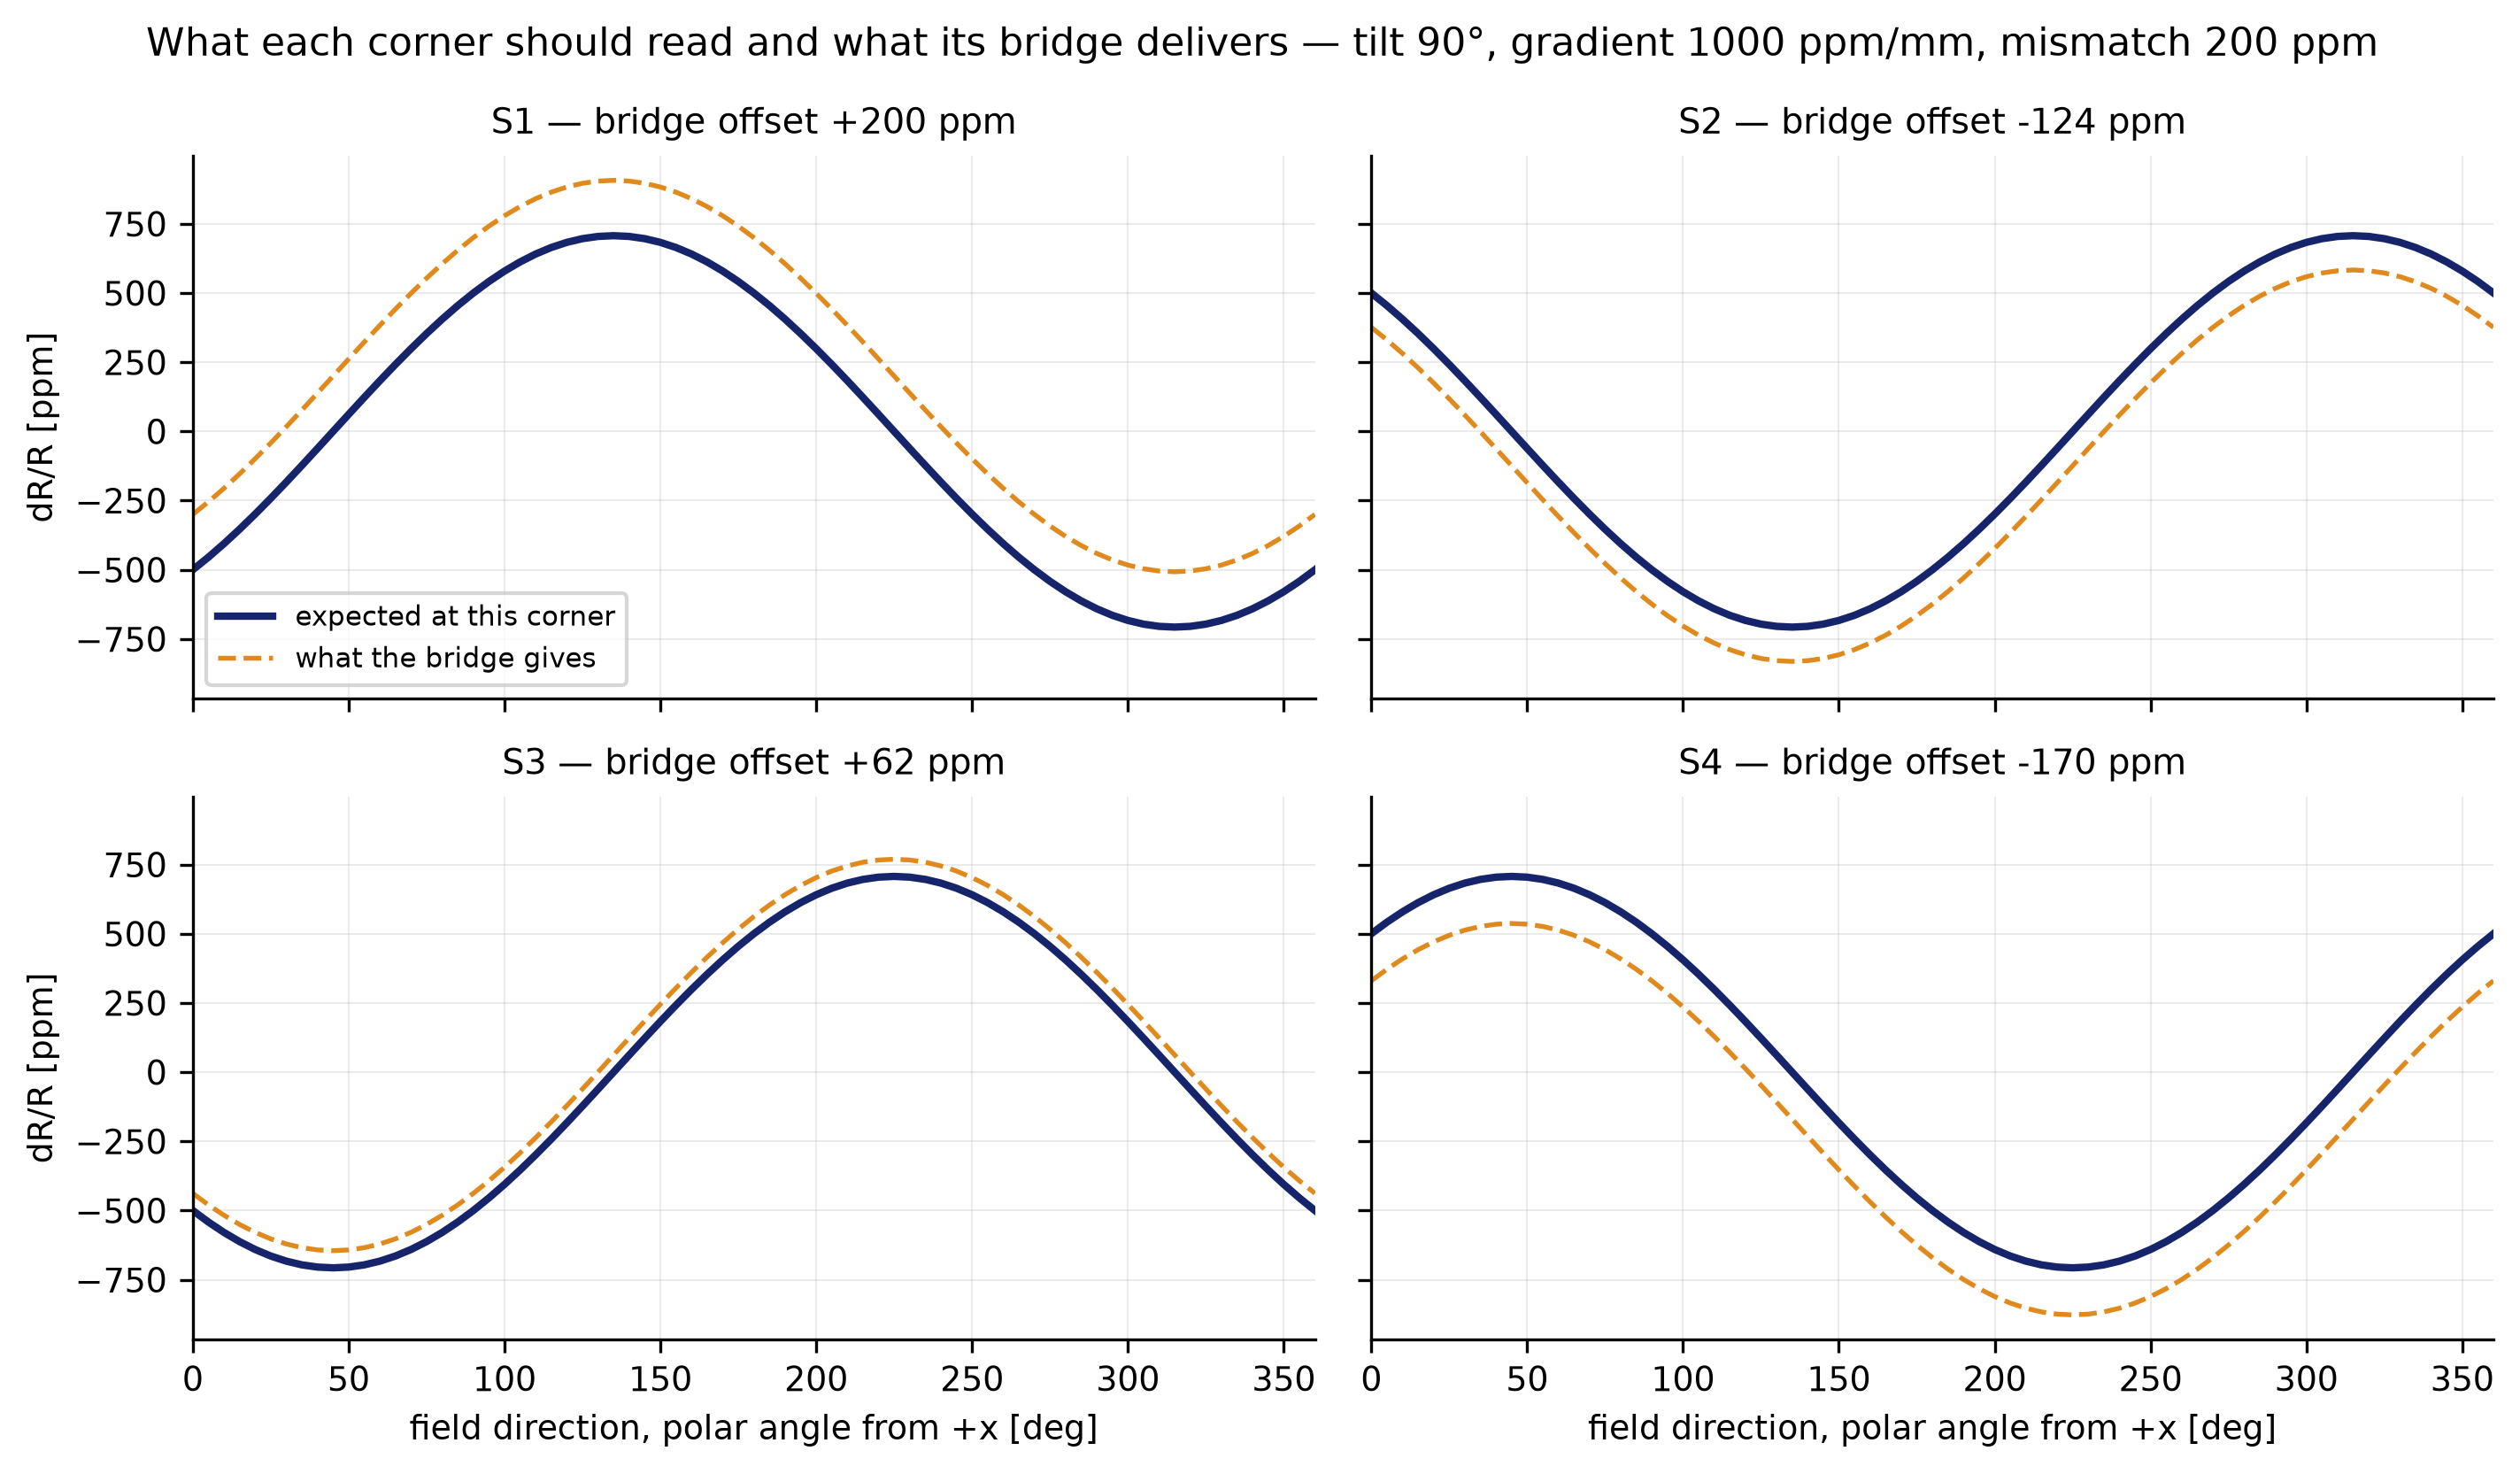 What each corner should read and what its bridge delivers — tilt 90°, gradient 1000 ppm/mm, mismatch 200 ppm
S1 — bridge offset +200 ppm
S2 — bridge offset -124 ppm
dR/R [ppm]
750
500
250
0
−250
−500
−750
expected at this corner
what the bridge gives
S3 — bridge offset +62 ppm
S4 — bridge offset -170 ppm
dR/R [ppm]
750
500
250
0
−250
−500
−750
0 50 100 150 200 250 300 350
0 50 100 150 200 250 300 350
field direction, polar angle from +x [deg]
field direction, polar angle from +x [deg]